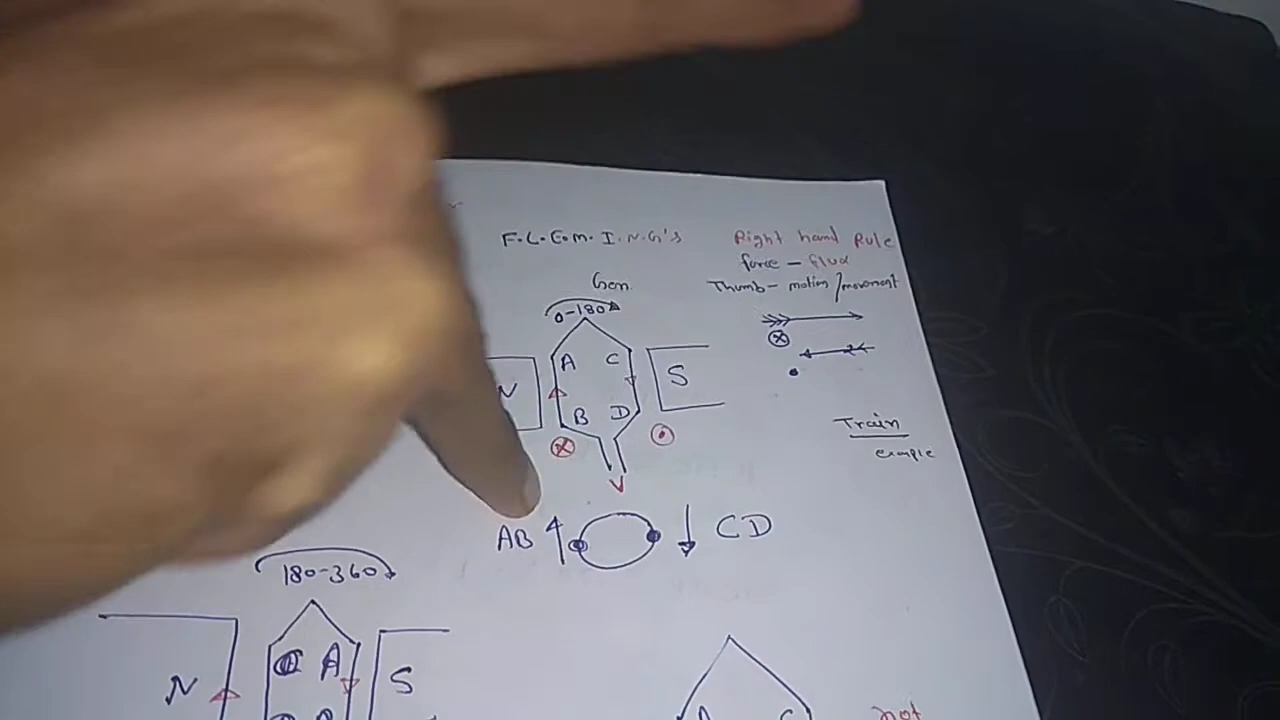 F.L.E.M.I.N.G's
Right hand Rule
force - flux
Thumb - motion/movement
Gen.
0-180
A C
N S
B D
V
Train
example
AB CD
180-360
N A S
A C
not